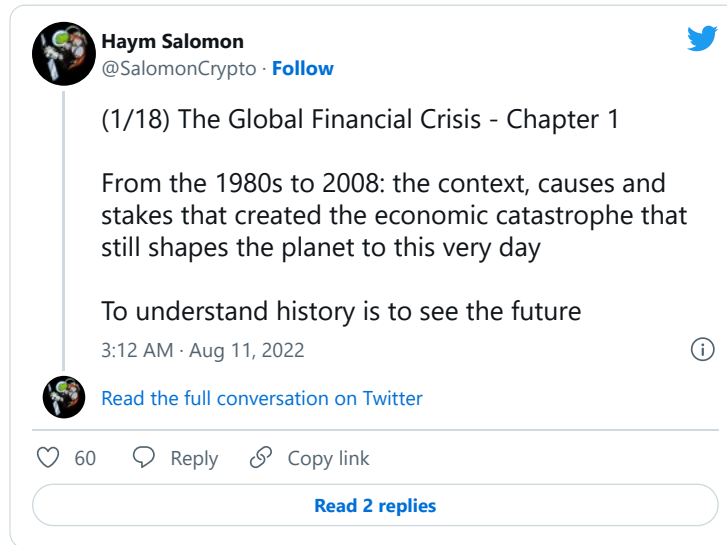 Haym Salomon
@SalomonCrypto · Follow
(1/18) The Global Financial Crisis - Chapter 1
From the 1980s to 2008: the context, causes and
stakes that created the economic catastrophe that
still shapes the planet to this very day
To understand history is to see the future
3:12 AM · Aug 11, 2022
Read the full conversation on Twitter
60 Reply Copy link
Read 2 replies